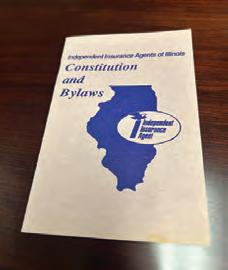 Independent Insurance Agents of Illinois
Constitution
and
Bylaws
Independent
Insurance
Agent